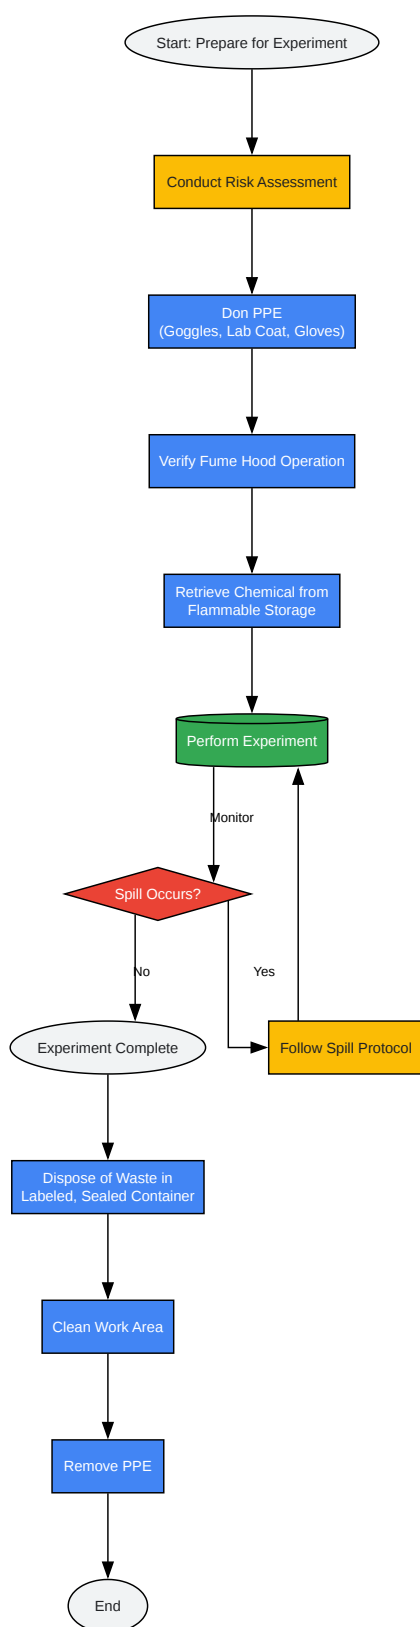 Start: Prepare for Experiment
Conduct Risk Assessment
Don PPE
(Goggles, Lab Coat, Gloves)
Verify Fume Hood Operation
Retrieve Chemical from
Flammable Storage
Perform Experiment
Monitor
Spill Occurs?
No
Yes
Experiment Complete
Follow Spill Protocol
Dispose of Waste in
Labeled, Sealed Container
Clean Work Area
Remove PPE
End